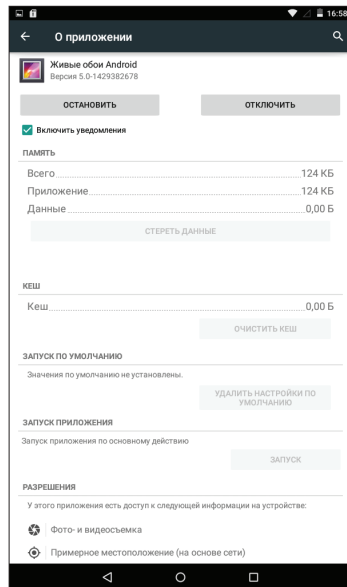 16:58
О приложении
Живые обои Android
Версия 5.0-1429382678
ОСТАНОВИТЬ
ОТКЛЮЧИТЬ
Включить уведомления
ПАМЯТЬ
Всего 124 КБ
Приложение 124 КБ
Данные 0,00 Б
СТЕРЕТЬ ДАННЫЕ
КЕШ
Кеш 0,00 Б
ОЧИСТИТЬ КЕШ
ЗАПУСК ПО УМОЛЧАНИЮ
Значения по умолчанию не установлены.
УДАЛИТЬ НАСТРОЙКИ ПО
УМОЛЧАНИЮ
ЗАПУСК ПРИЛОЖЕНИЯ
Запуск приложения по основному действию
ЗАПУСК
РАЗРЕШЕНИЯ
У этого приложения есть доступ к следующей информации на устройстве:
Фото- и видеосъемка
Примерное местоположение (на основе сети)